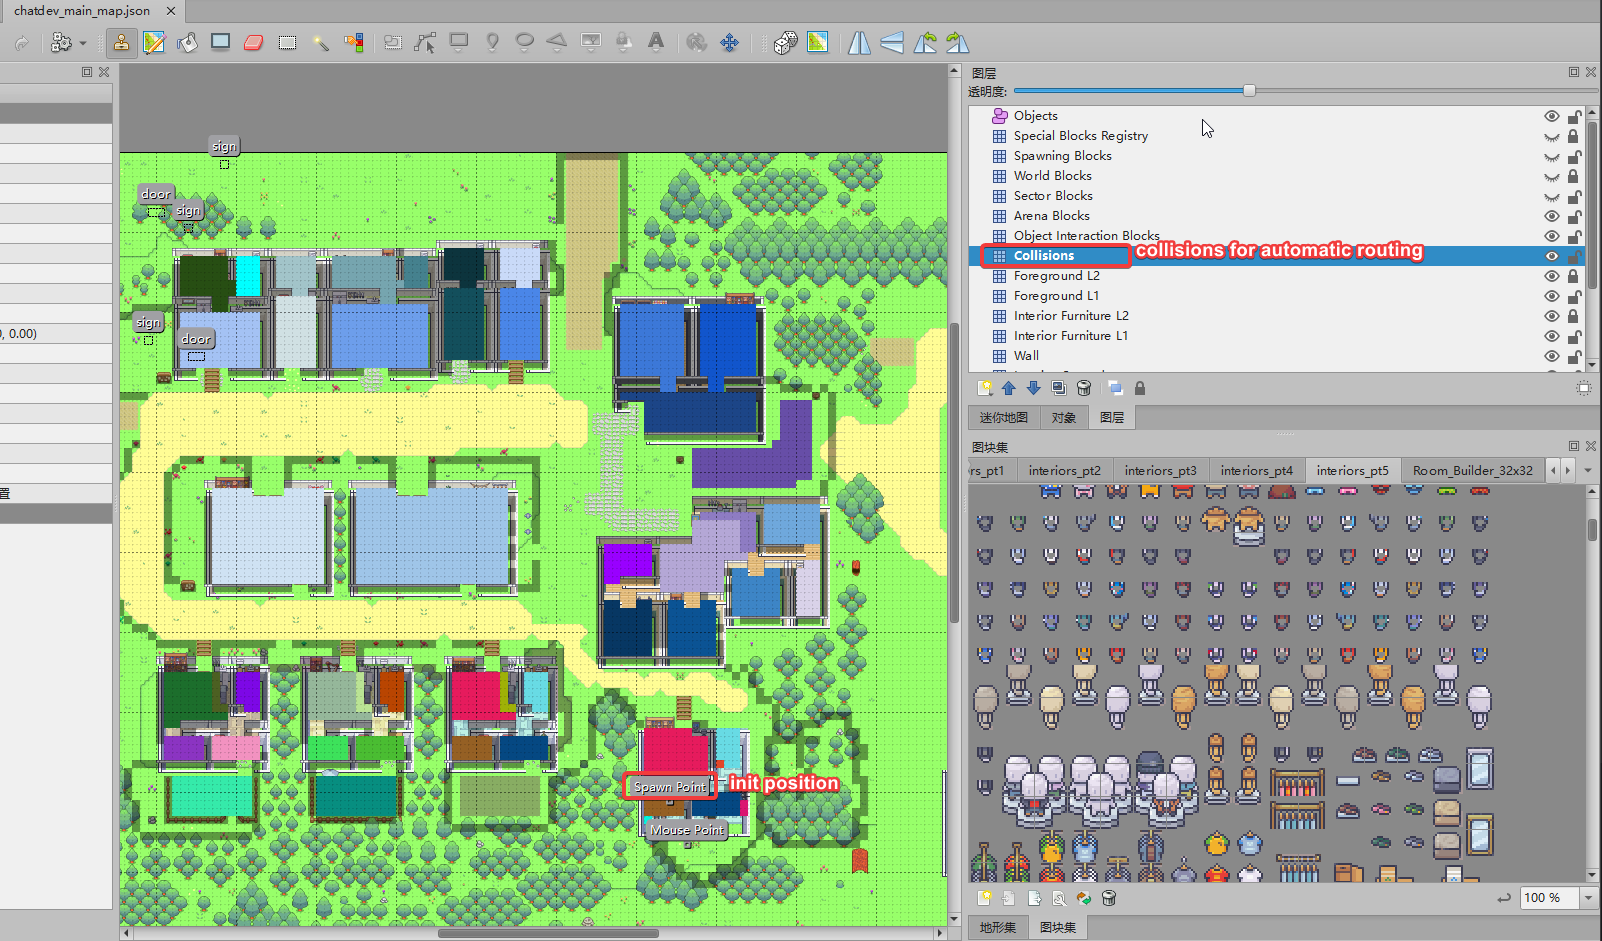 chatdev_main_map.json
图层
透明度:
Objects
Special Blocks Registry
Spawning Blocks
World Blocks
Sector Blocks
Arena Blocks
Object Interaction Blocks
Collisions
collisions for automatic routing
Foreground L2
Foreground L1
Interior Furniture L2
Interior Furniture L1
Wall
迷你地图
对象
图层
图块集
rs_pt1
interiors_pt2
interiors_pt3
interiors_pt4
interiors_pt5
Room_Builder_32x32
sign
door
sign
sign
door
, 0.00)
置
Spawn Point
init position
Mouse Point
100 %
地形集
图块集